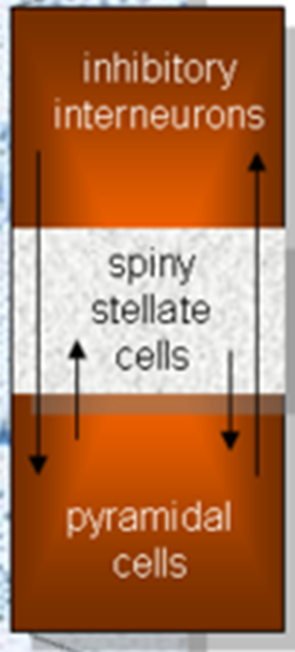 inhibitory
interneurons
spiny
stellate
cells
pyramidal
cells